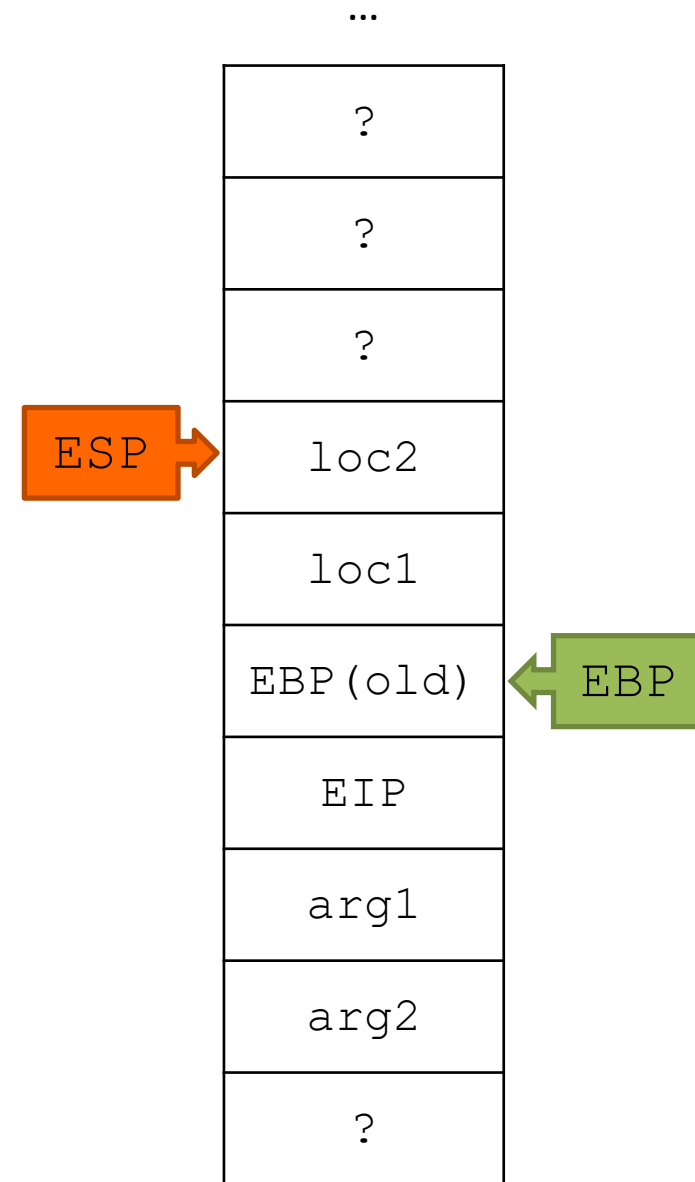 …
?
?
?
ESP
loc2
loc1
EBP(old)
EBP
EIP
arg1
arg2
?